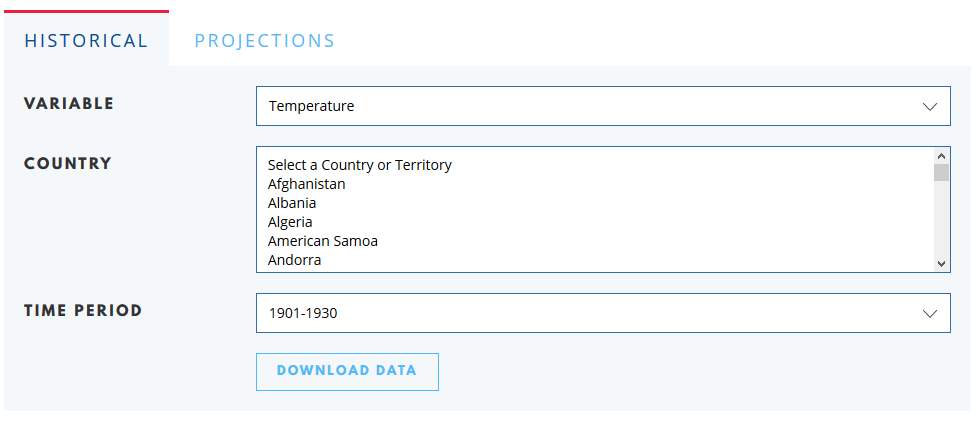 HISTORICAL PROJECTIONS
VARIABLE Temperature
COUNTRY Select a Country or Territory
Afghanistan
Albania
Algeria
American Samoa
Andorra
TIME PERIOD 1901-1930
DOWNLOAD DATA